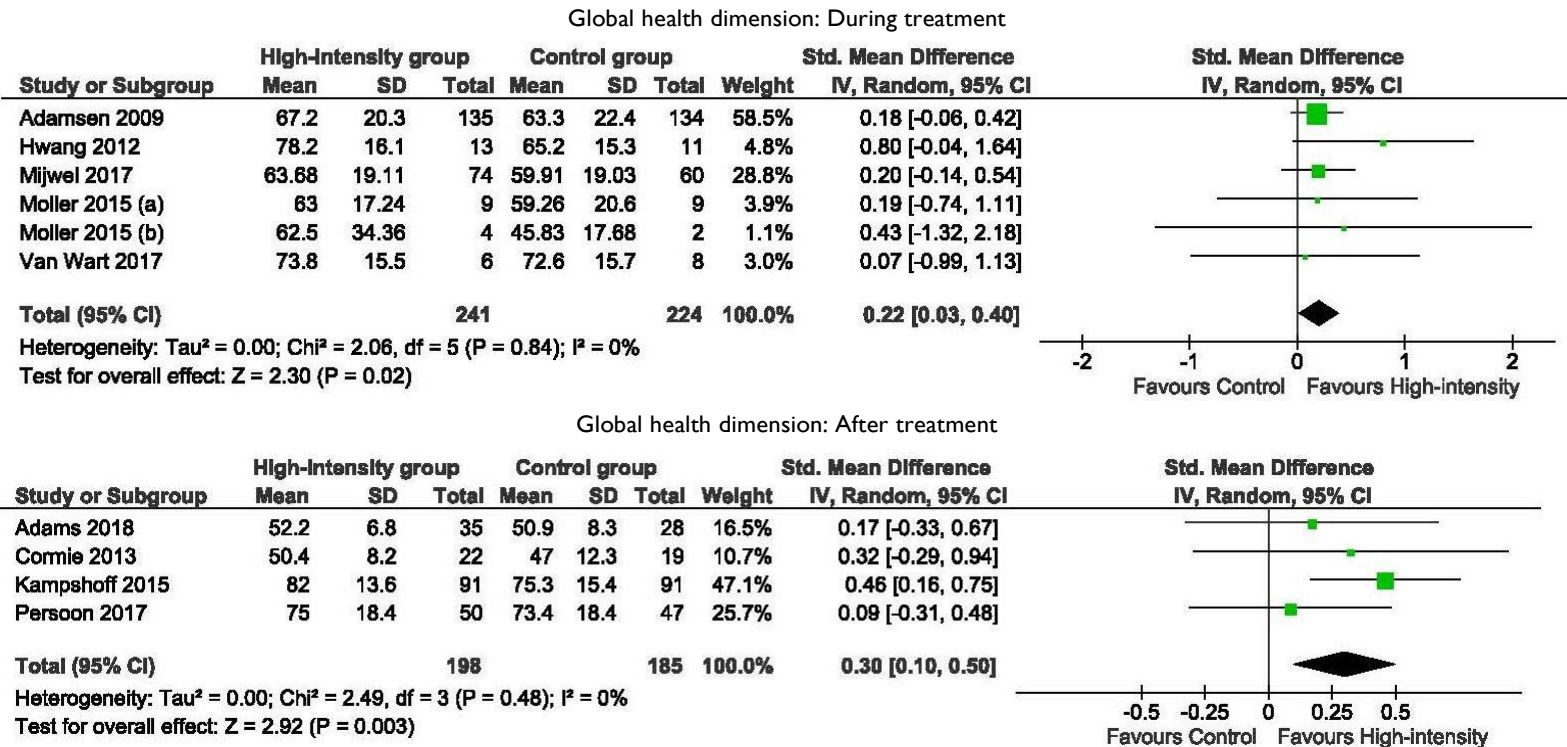 Global health dimension: During treatment
High-intensity group Control group Std. Mean Difference Std. Mean Difference
Study or Subgroup Mean SD Total Mean SD Total Weight IV, Random, 95% CI IV, Random, 95% CI
Adamsen 2009 67.2 20.3 135 63.3 22.4 134 58.5% 0.18 [-0.06, 0.42]
Hwang 2012 78.2 16.1 13 65.2 15.3 11 4.8% 0.80 [-0.04, 1.64]
Mijwel 2017 63.68 19.11 74 59.91 19.03 60 28.8% 0.20 [-0.14, 0.54]
Moller 2015 (a) 63 17.24 9 59.26 20.6 9 3.9% 0.19 [-0.74, 1.11]
Moller 2015 (b) 62.5 34.36 4 45.83 17.68 2 1.1% 0.43 [-1.32, 2.18]
Van Wart 2017 73.8 15.5 6 72.6 15.7 8 3.0% 0.07 [-0.99, 1.13]
Total (95% CI) 241 224 100.0% 0.22 [0.03, 0.40]
Heterogeneity: Tau² = 0.00; Chi² = 2.06, df = 5 (P = 0.84); I² = 0%
Test for overall effect: Z = 2.30 (P = 0.02)
-2 -1 0 1 2
Favours Control Favours High-intensity
Global health dimension: After treatment
High-intensity group Control group Std. Mean Difference Std. Mean Difference
Study or Subgroup Mean SD Total Mean SD Total Weight IV, Random, 95% CI IV, Random, 95% CI
Adams 2018 52.2 6.8 35 50.9 8.3 28 16.5% 0.17 [-0.33, 0.67]
Cormie 2013 50.4 8.2 22 47 12.3 19 10.7% 0.32 [-0.29, 0.94]
Kampshoff 2015 82 13.6 91 75.3 15.4 91 47.1% 0.46 [0.16, 0.75]
Persoon 2017 75 18.4 50 73.4 18.4 47 25.7% 0.09 [-0.31, 0.48]
Total (95% CI) 198 185 100.0% 0.30 [0.10, 0.50]
Heterogeneity: Tau² = 0.00; Chi² = 2.49, df = 3 (P = 0.48); I² = 0%
Test for overall effect: Z = 2.92 (P = 0.003)
-0.5 -0.25 0 0.25 0.5
Favours Control Favours High-intensity